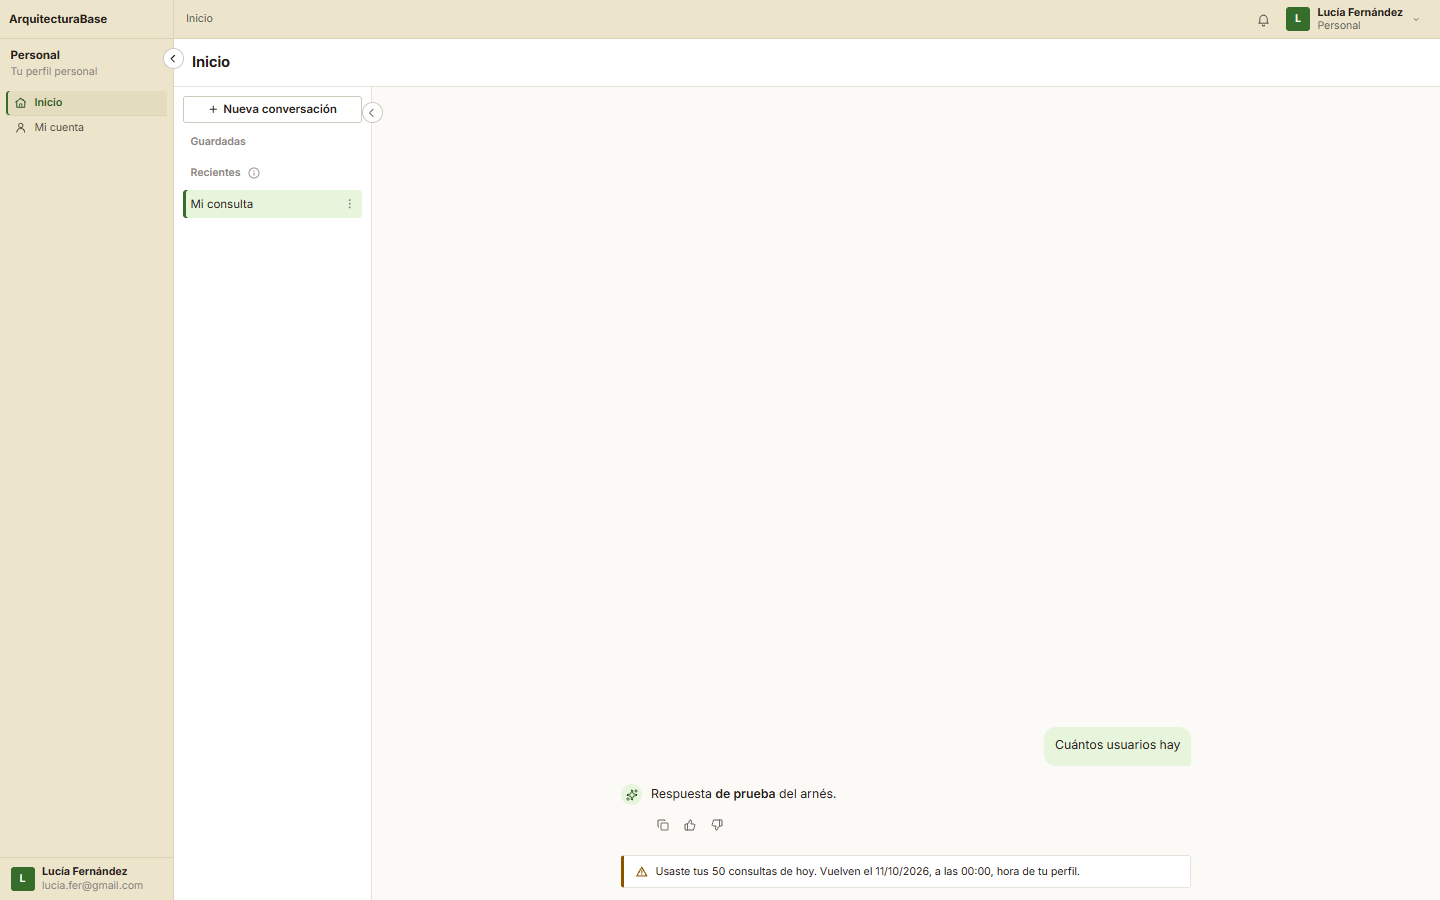 ArquitecturaBase
Inicio
L
Lucía Fernández
Personal
Personal
Tu perfil personal
Inicio
Mi cuenta
Inicio
+ Nueva conversación
Guardadas
Recientes
Mi consulta
Cuántos usuarios hay
Respuesta de prueba del arnés.
Usaste tus 50 consultas de hoy. Vuelven el 11/10/2026, a las 00:00, hora de tu perfil.
L
Lucía Fernández
lucia.fer@gmail.com